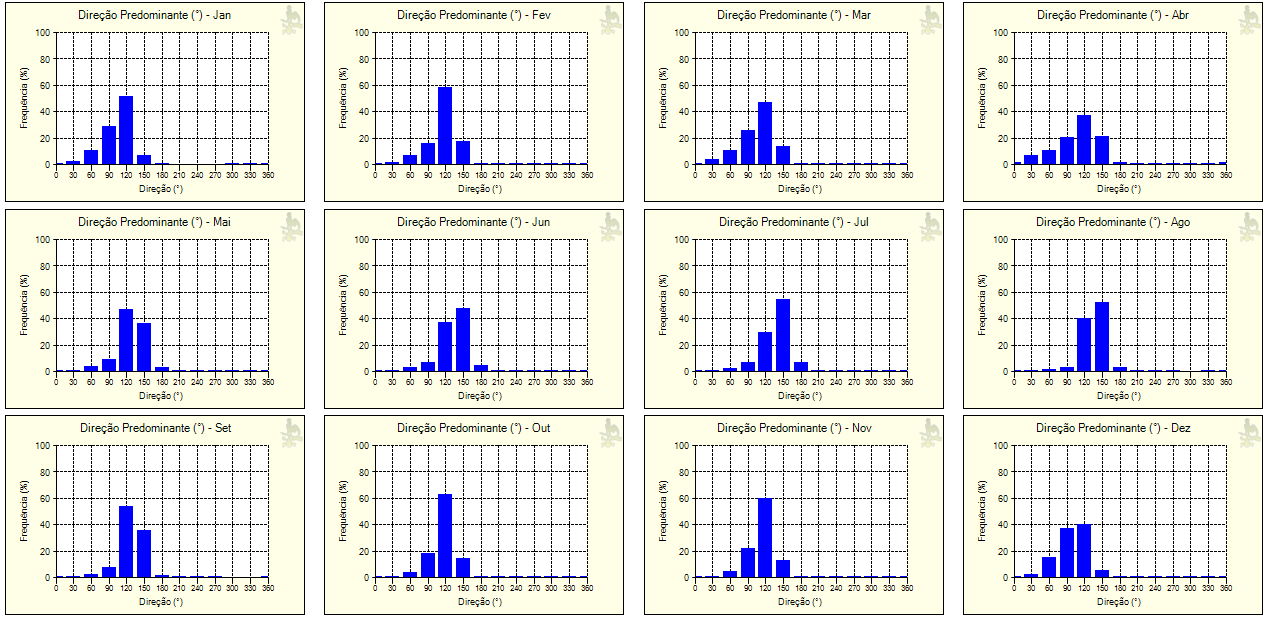 Direção Predominante (°) - Jan
100
80
60
40
20
0
Frequência (%)
0 30 60 90 120 150 180 210 240 270 300 330 360
Direção (°)
Direção Predominante (°) - Fev
100
80
60
40
20
0
Frequência (%)
0 30 60 90 120 150 180 210 240 270 300 330 360
Direção (°)
Direção Predominante (°) - Mar
100
80
60
40
20
0
Frequência (%)
0 30 60 90 120 150 180 210 240 270 300 330 360
Direção (°)
Direção Predominante (°) - Abr
100
80
60
40
20
0
Frequência (%)
0 30 60 90 120 150 180 210 240 270 300 330 360
Direção (°)
Direção Predominante (°) - Mai
100
80
60
40
20
0
Frequência (%)
0 30 60 90 120 150 180 210 240 270 300 330 360
Direção (°)
Direção Predominante (°) - Jun
100
80
60
40
20
0
Frequência (%)
0 30 60 90 120 150 180 210 240 270 300 330 360
Direção (°)
Direção Predominante (°) - Jul
100
80
60
40
20
0
Frequência (%)
0 30 60 90 120 150 180 210 240 270 300 330 360
Direção (°)
Direção Predominante (°) - Ago
100
80
60
40
20
0
Frequência (%)
0 30 60 90 120 150 180 210 240 270 300 330 360
Direção (°)
Direção Predominante (°) - Set
100
80
60
40
20
0
Frequência (%)
0 30 60 90 120 150 180 210 240 270 300 330 360
Direção (°)
Direção Predominante (°) - Out
100
80
60
40
20
0
Frequência (%)
0 30 60 90 120 150 180 210 240 270 300 330 360
Direção (°)
Direção Predominante (°) - Nov
100
80
60
40
20
0
Frequência (%)
0 30 60 90 120 150 180 210 240 270 300 330 360
Direção (°)
Direção Predominante (°) - Dez
100
80
60
40
20
0
Frequência (%)
0 30 60 90 120 150 180 210 240 270 300 330 360
Direção (°)